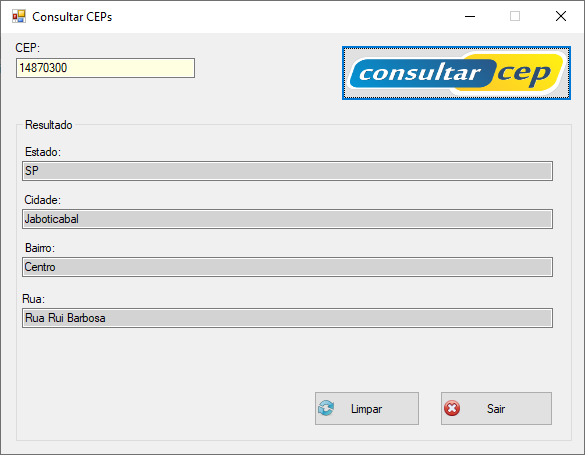 Consultar CEPs
CEP:
14870300
consultar cep
Resultado
Estado:
SP
Cidade:
Jaboticabal
Bairro:
Centro
Rua:
Rua Rui Barbosa
Limpar
Sair